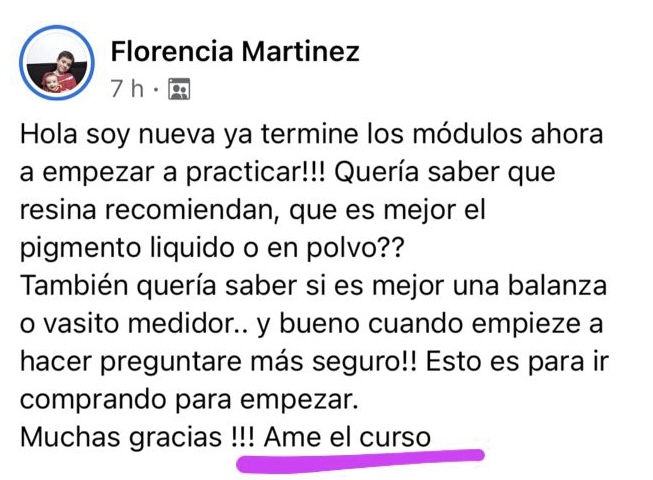 Florencia Martinez
7 h ·
Hola soy nueva ya termine los módulos ahora
a empezar a practicar!!! Quería saber que
resina recomiendan, que es mejor el
pigmento liquido o en polvo??
También quería saber si es mejor una balanza
o vasito medidor.. y bueno cuando empieze a
hacer preguntare más seguro!! Esto es para ir
comprando para empezar.
Muchas gracias !!! Ame el curso